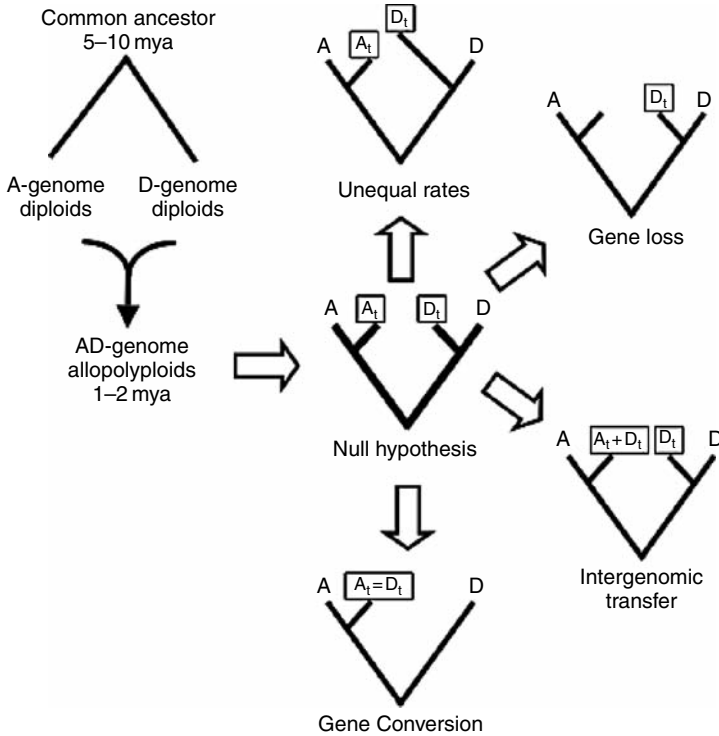 Common ancestor
5–10 mya
A-genome
diploids
D-genome
diploids
AD-genome
allopolyploids
1–2 mya
A
At
Dt
D
Unequal rates
A
Dt
D
Gene loss
A
At
Dt
D
Null hypothesis
A
At+Dt
Dt
D
Intergenomic
transfer
A
At=Dt
D
Gene Conversion